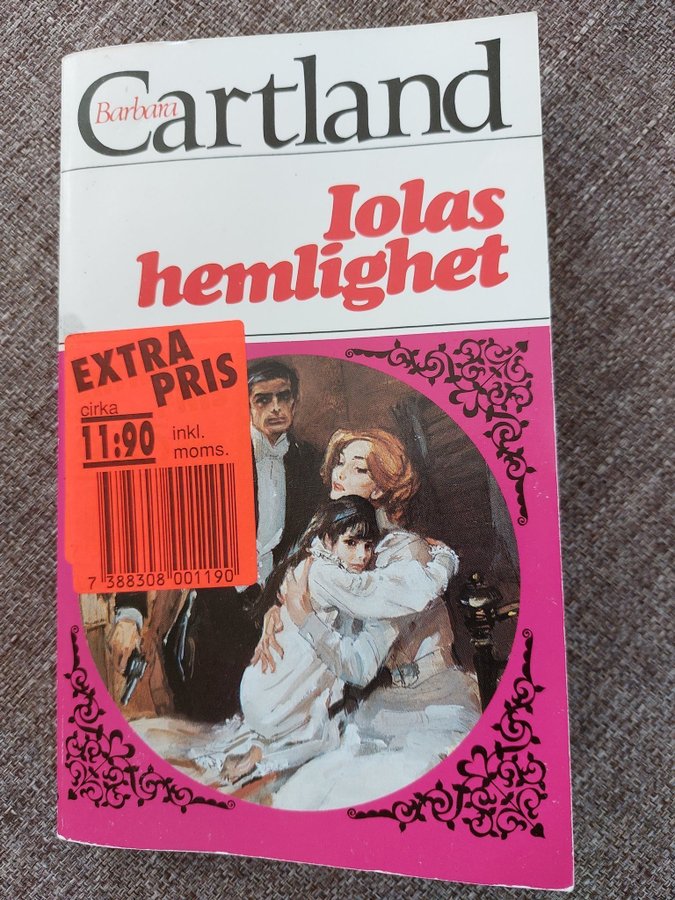 Barbara
Cartland
Iolas
hemlighet
EXTRA
PRIS
cirka
11:90 inkl.
moms.
7 388308 001190